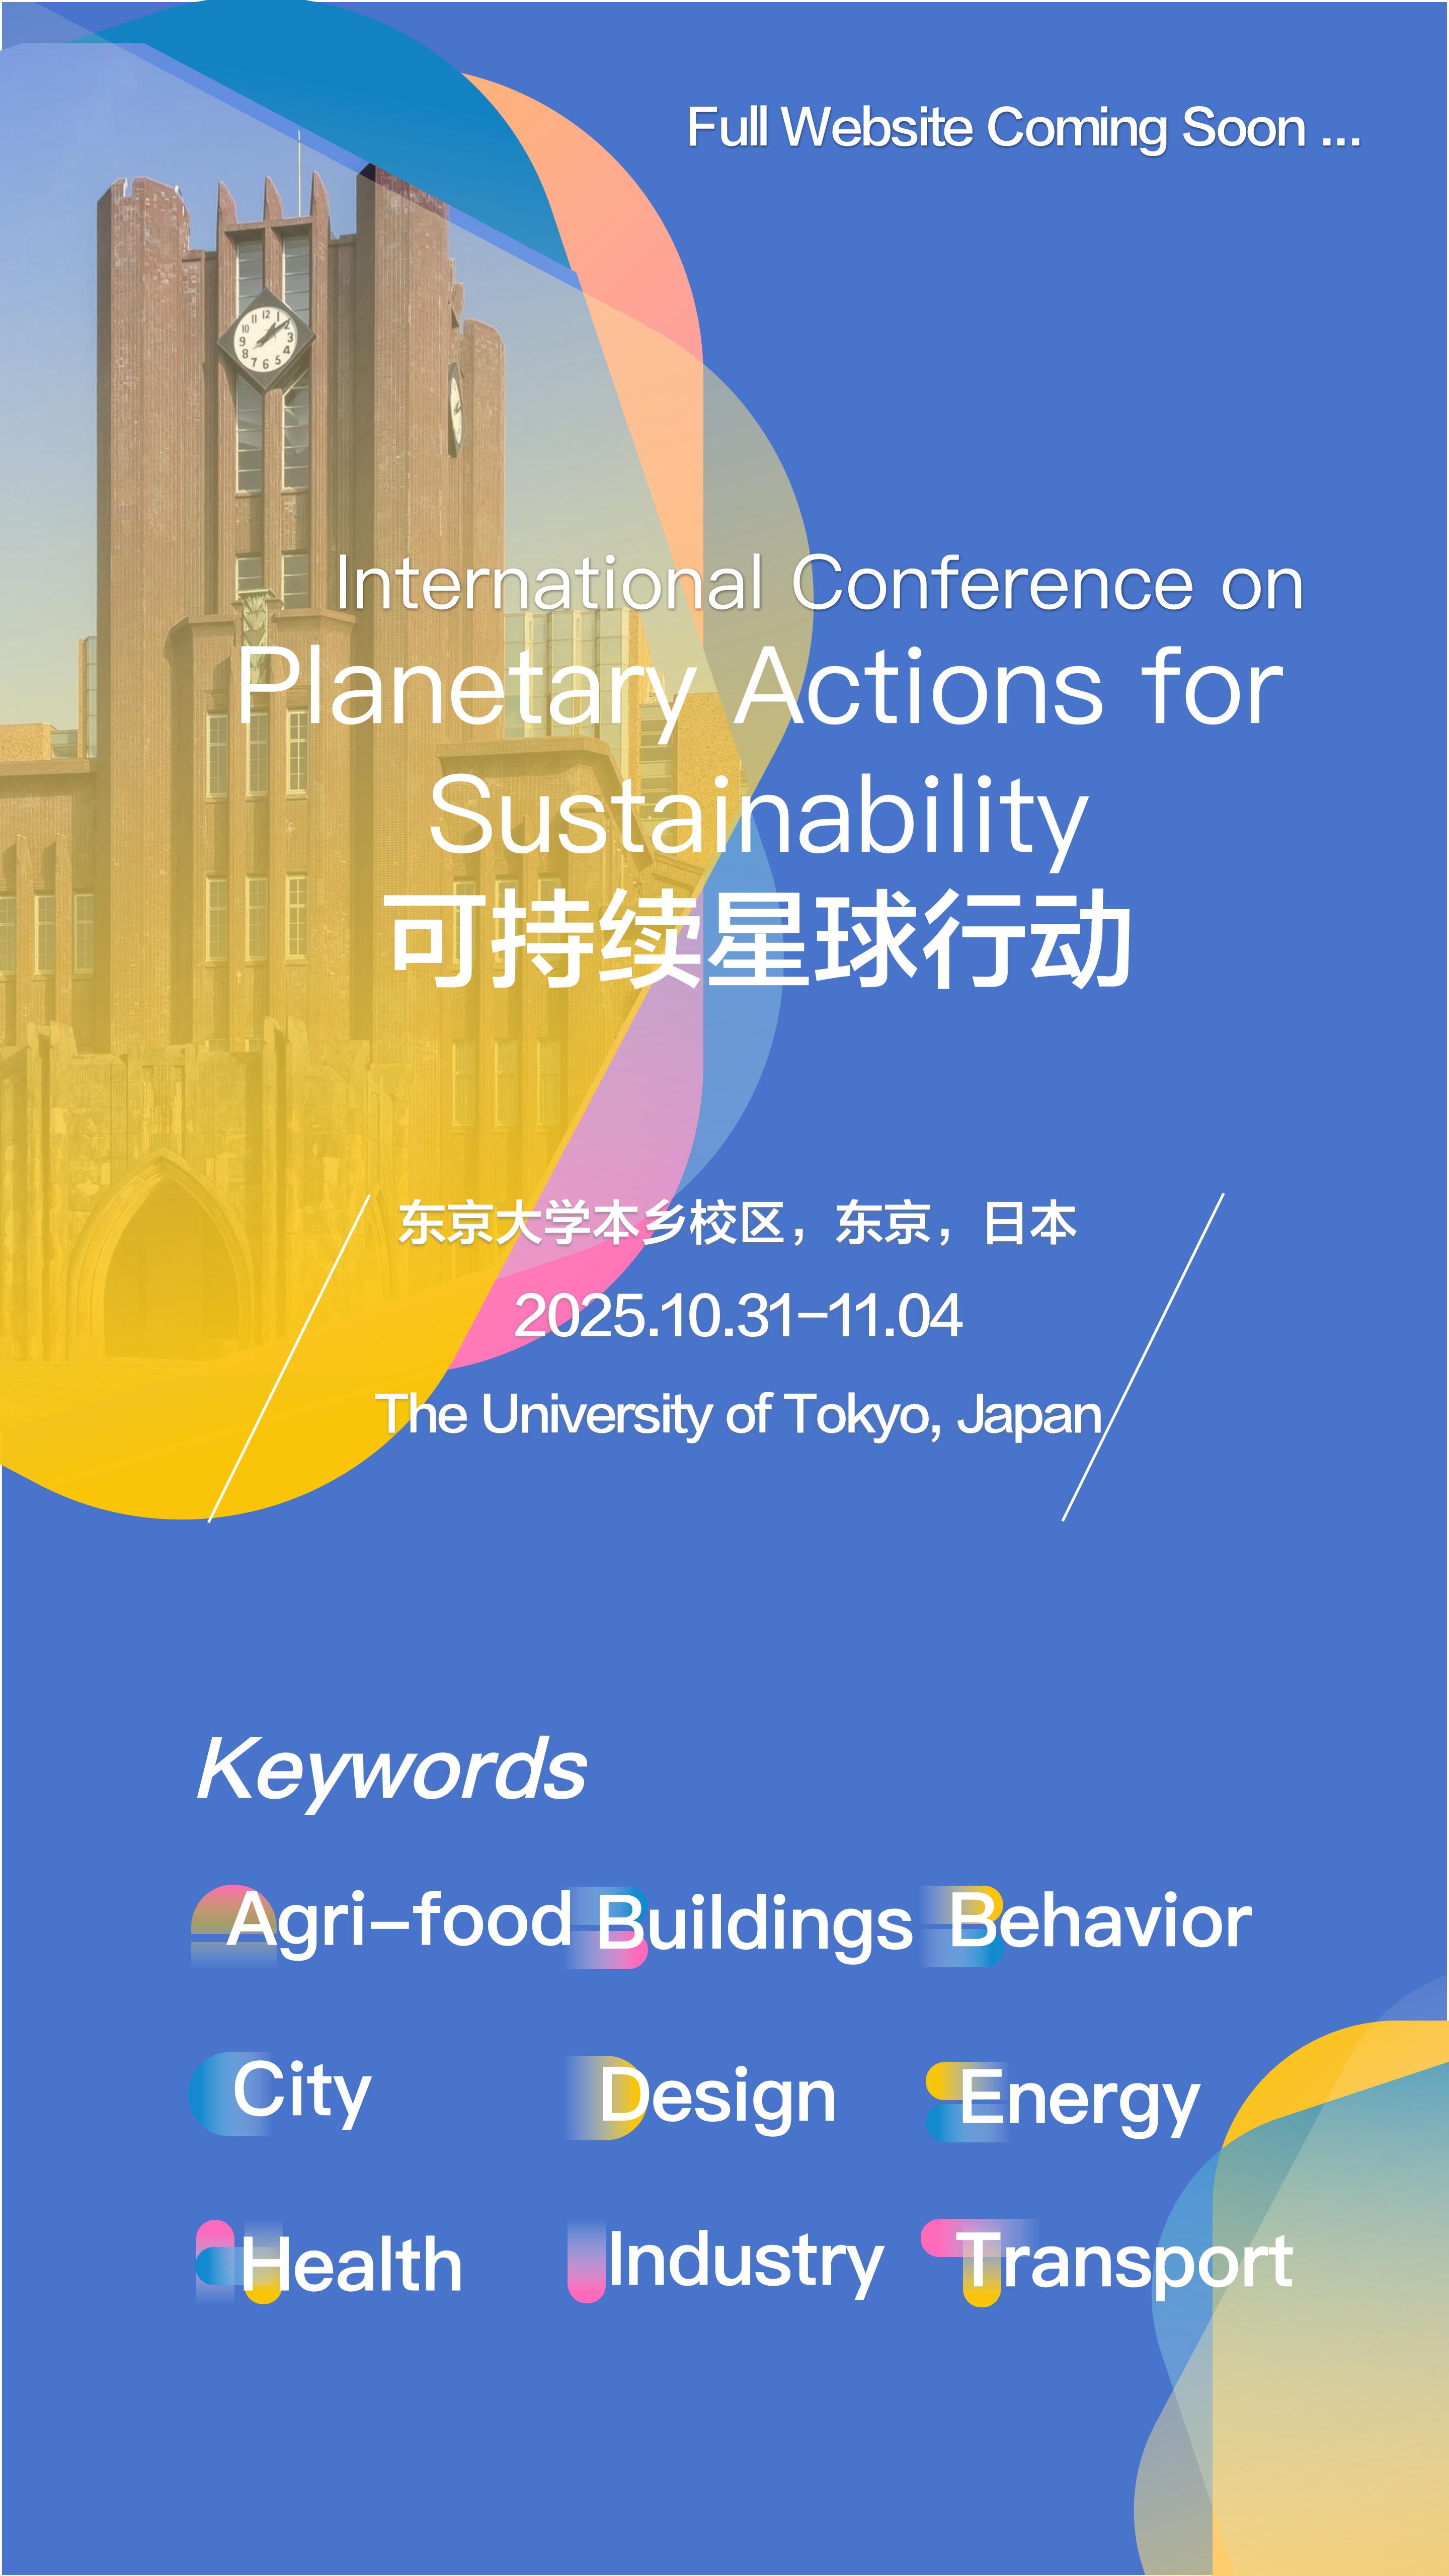 Full Website Coming Soon ...
International Conference on
Planetary Actions for
Sustainability
可持续星球行动
东京大学本乡校区，东京，日本
2025.10.31-11.04
The University of Tokyo, Japan
Keywords
Agri-food Buildings Behavior
City Design Energy
Health Industry Transport